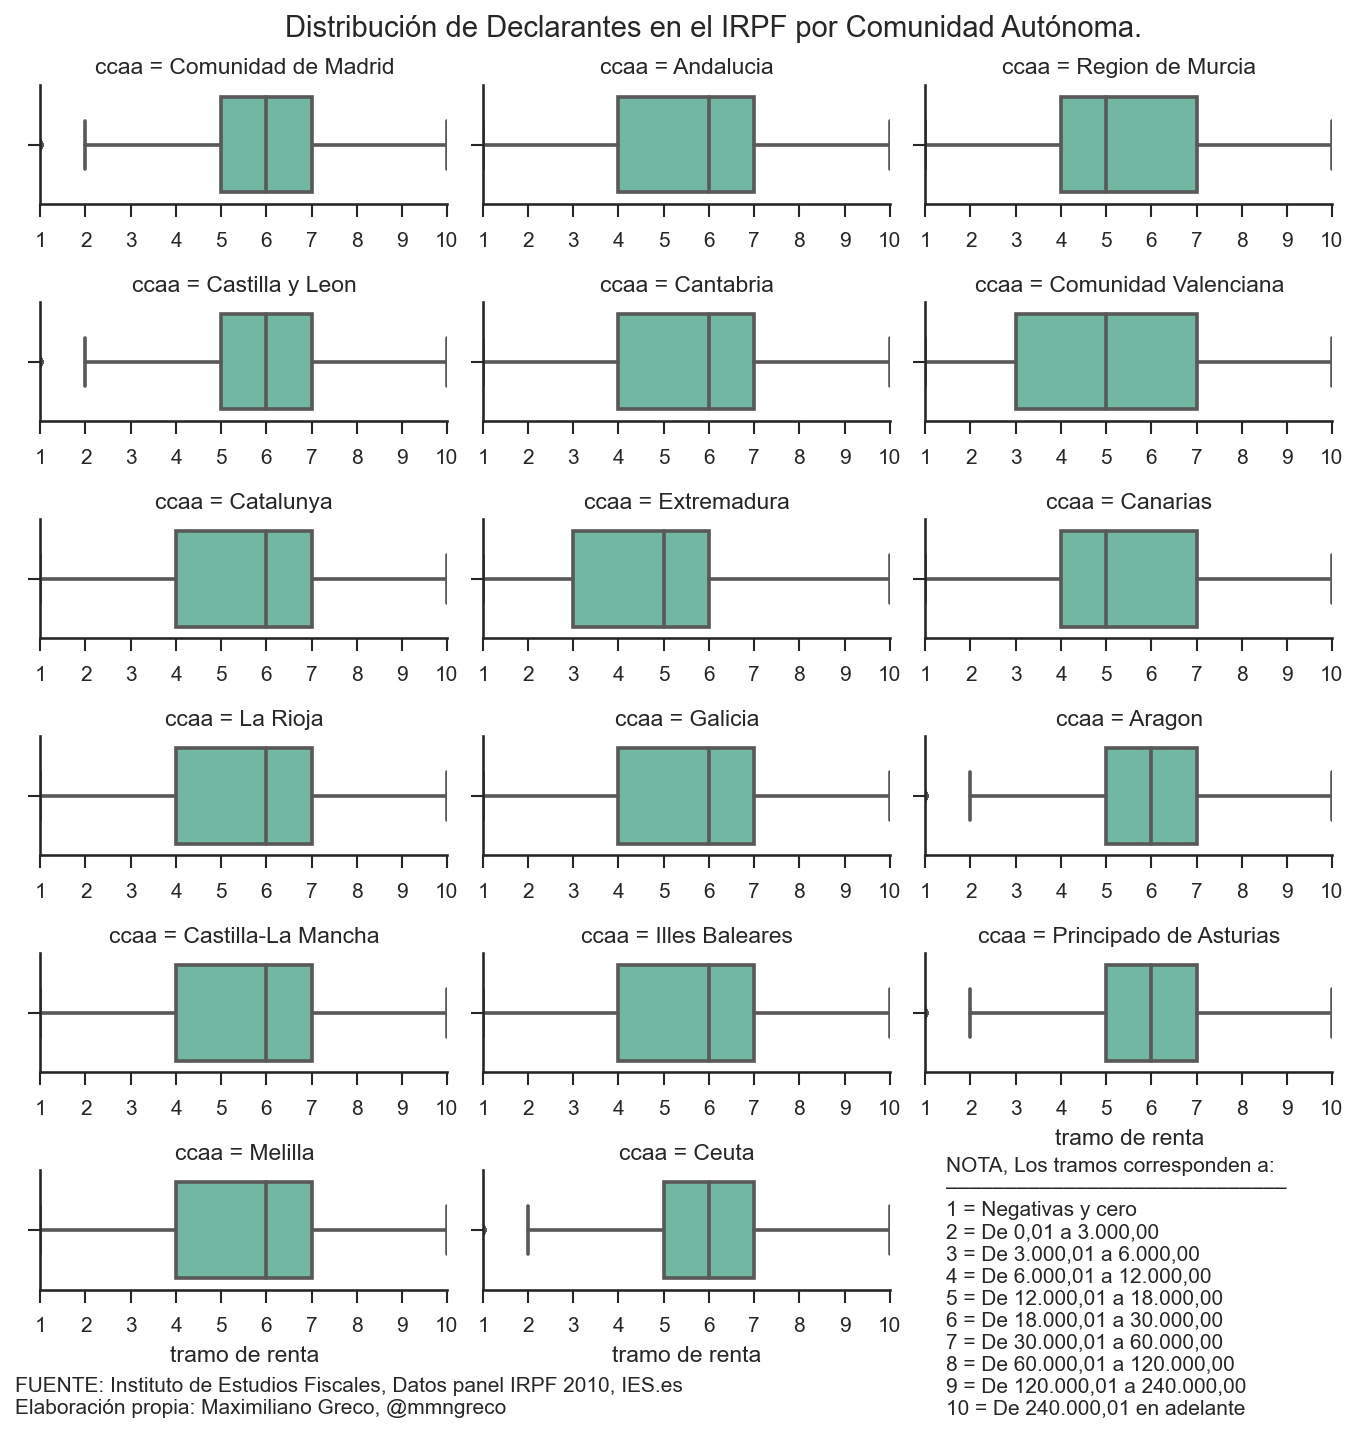 Distribución de Declarantes en el IRPF por Comunidad Autónoma.
ccaa = Comunidad de Madrid
1 2 3 4 5 6 7 8 9 10
ccaa = Andalucia
1 2 3 4 5 6 7 8 9 10
ccaa = Region de Murcia
1 2 3 4 5 6 7 8 9 10
ccaa = Castilla y Leon
1 2 3 4 5 6 7 8 9 10
ccaa = Cantabria
1 2 3 4 5 6 7 8 9 10
ccaa = Comunidad Valenciana
1 2 3 4 5 6 7 8 9 10
ccaa = Catalunya
1 2 3 4 5 6 7 8 9 10
ccaa = Extremadura
1 2 3 4 5 6 7 8 9 10
ccaa = Canarias
1 2 3 4 5 6 7 8 9 10
ccaa = La Rioja
1 2 3 4 5 6 7 8 9 10
ccaa = Galicia
1 2 3 4 5 6 7 8 9 10
ccaa = Aragon
1 2 3 4 5 6 7 8 9 10
ccaa = Castilla-La Mancha
1 2 3 4 5 6 7 8 9 10
ccaa = Illes Baleares
1 2 3 4 5 6 7 8 9 10
ccaa = Principado de Asturias
1 2 3 4 5 6 7 8 9 10
tramo de renta
ccaa = Melilla
1 2 3 4 5 6 7 8 9 10
tramo de renta
ccaa = Ceuta
1 2 3 4 5 6 7 8 9 10
tramo de renta
NOTA, Los tramos corresponden a:
1 = Negativas y cero
2 = De 0,01 a 3.000,00
3 = De 3.000,01 a 6.000,00
4 = De 6.000,01 a 12.000,00
5 = De 12.000,01 a 18.000,00
6 = De 18.000,01 a 30.000,00
7 = De 30.000,01 a 60.000,00
8 = De 60.000,01 a 120.000,00
9 = De 120.000,01 a 240.000,00
10 = De 240.000,01 en adelante
FUENTE: Instituto de Estudios Fiscales, Datos panel IRPF 2010, IES.es
Elaboración propia: Maximiliano Greco, @mmngreco